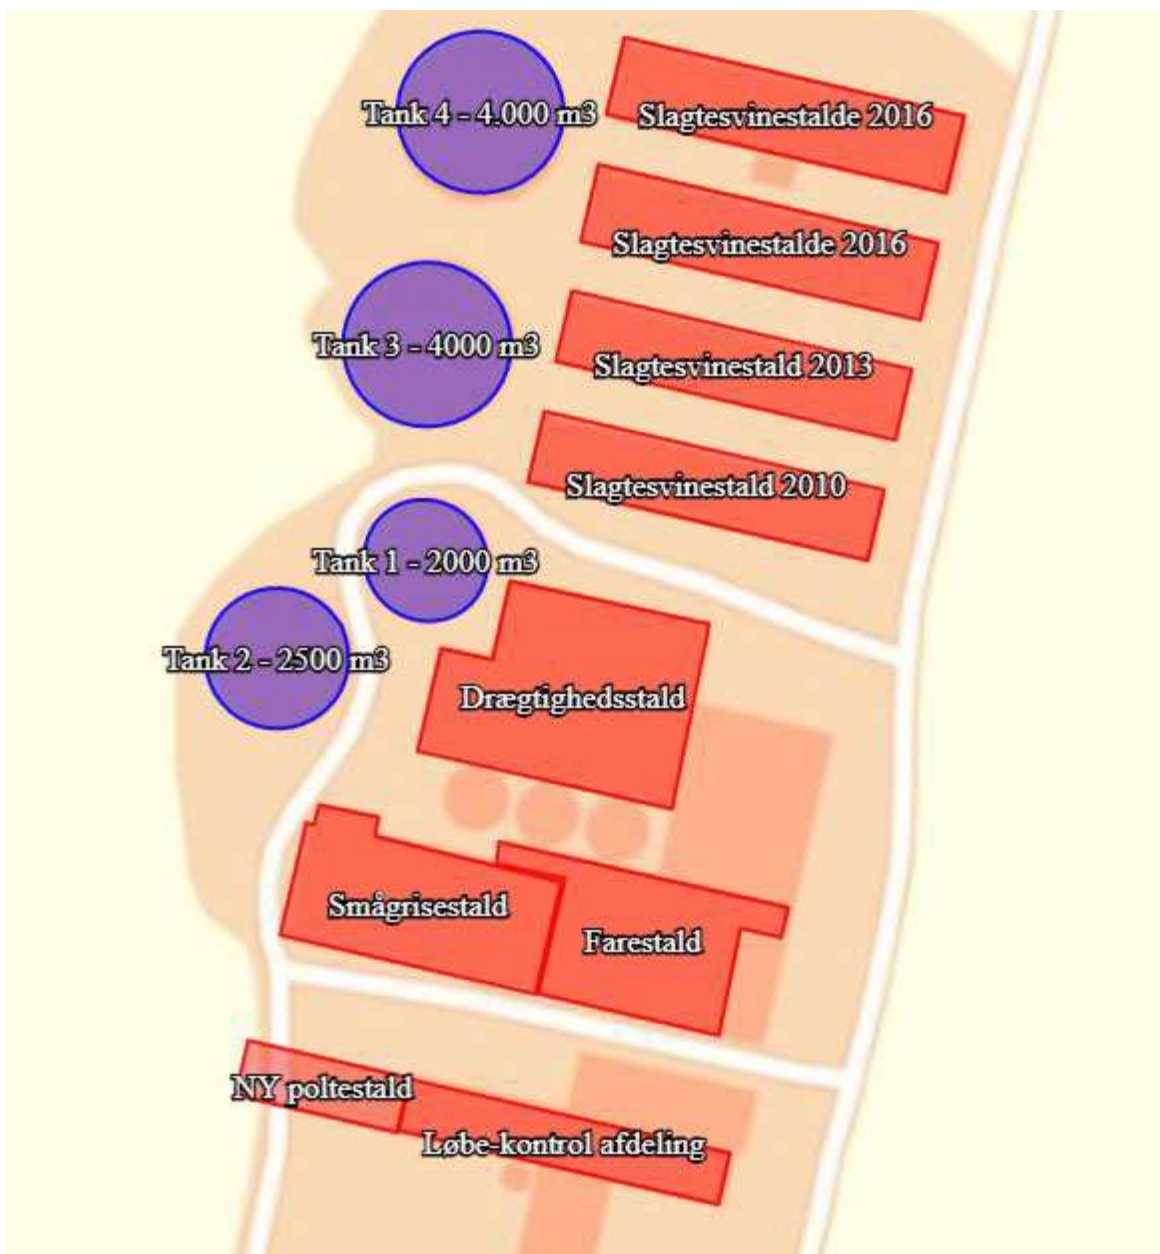 Tank 4 - 4.000 m3
Slagtesvinestalde 2016
Slagtesvinestalde 2016
Tank 3 - 4000 m3
Slagtesvinestald 2013
Slagtesvinestald 2010
Tank 1 - 2000 m3
Tank 2 - 2500 m3
Drægtighedsstald
Smågrisestald
Farestald
NY poltestald
Løbe-kontrol afdeling